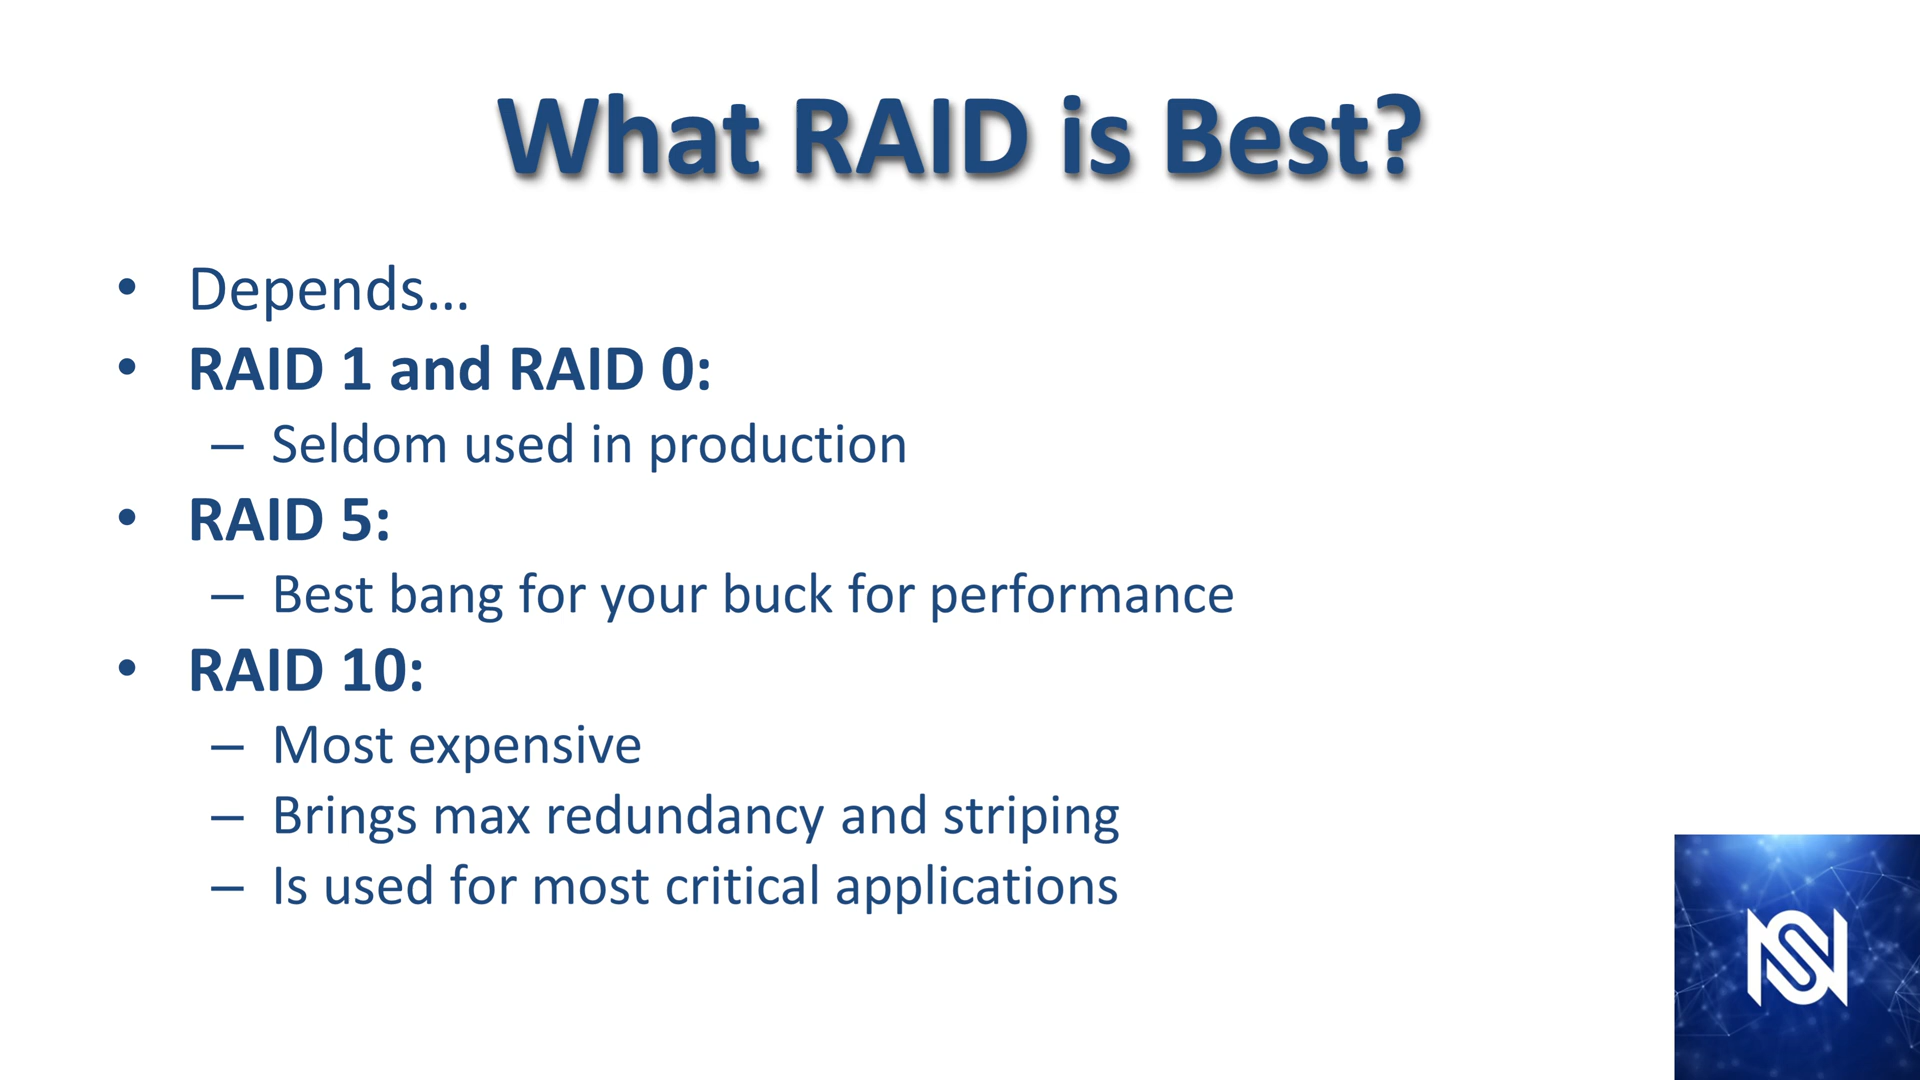 What RAID is Best?
• Depends...
• RAID 1 and RAID 0:
– Seldom used in production
• RAID 5:
– Best bang for your buck for performance
• RAID 10:
– Most expensive
– Brings max redundancy and striping
– Is used for most critical applications